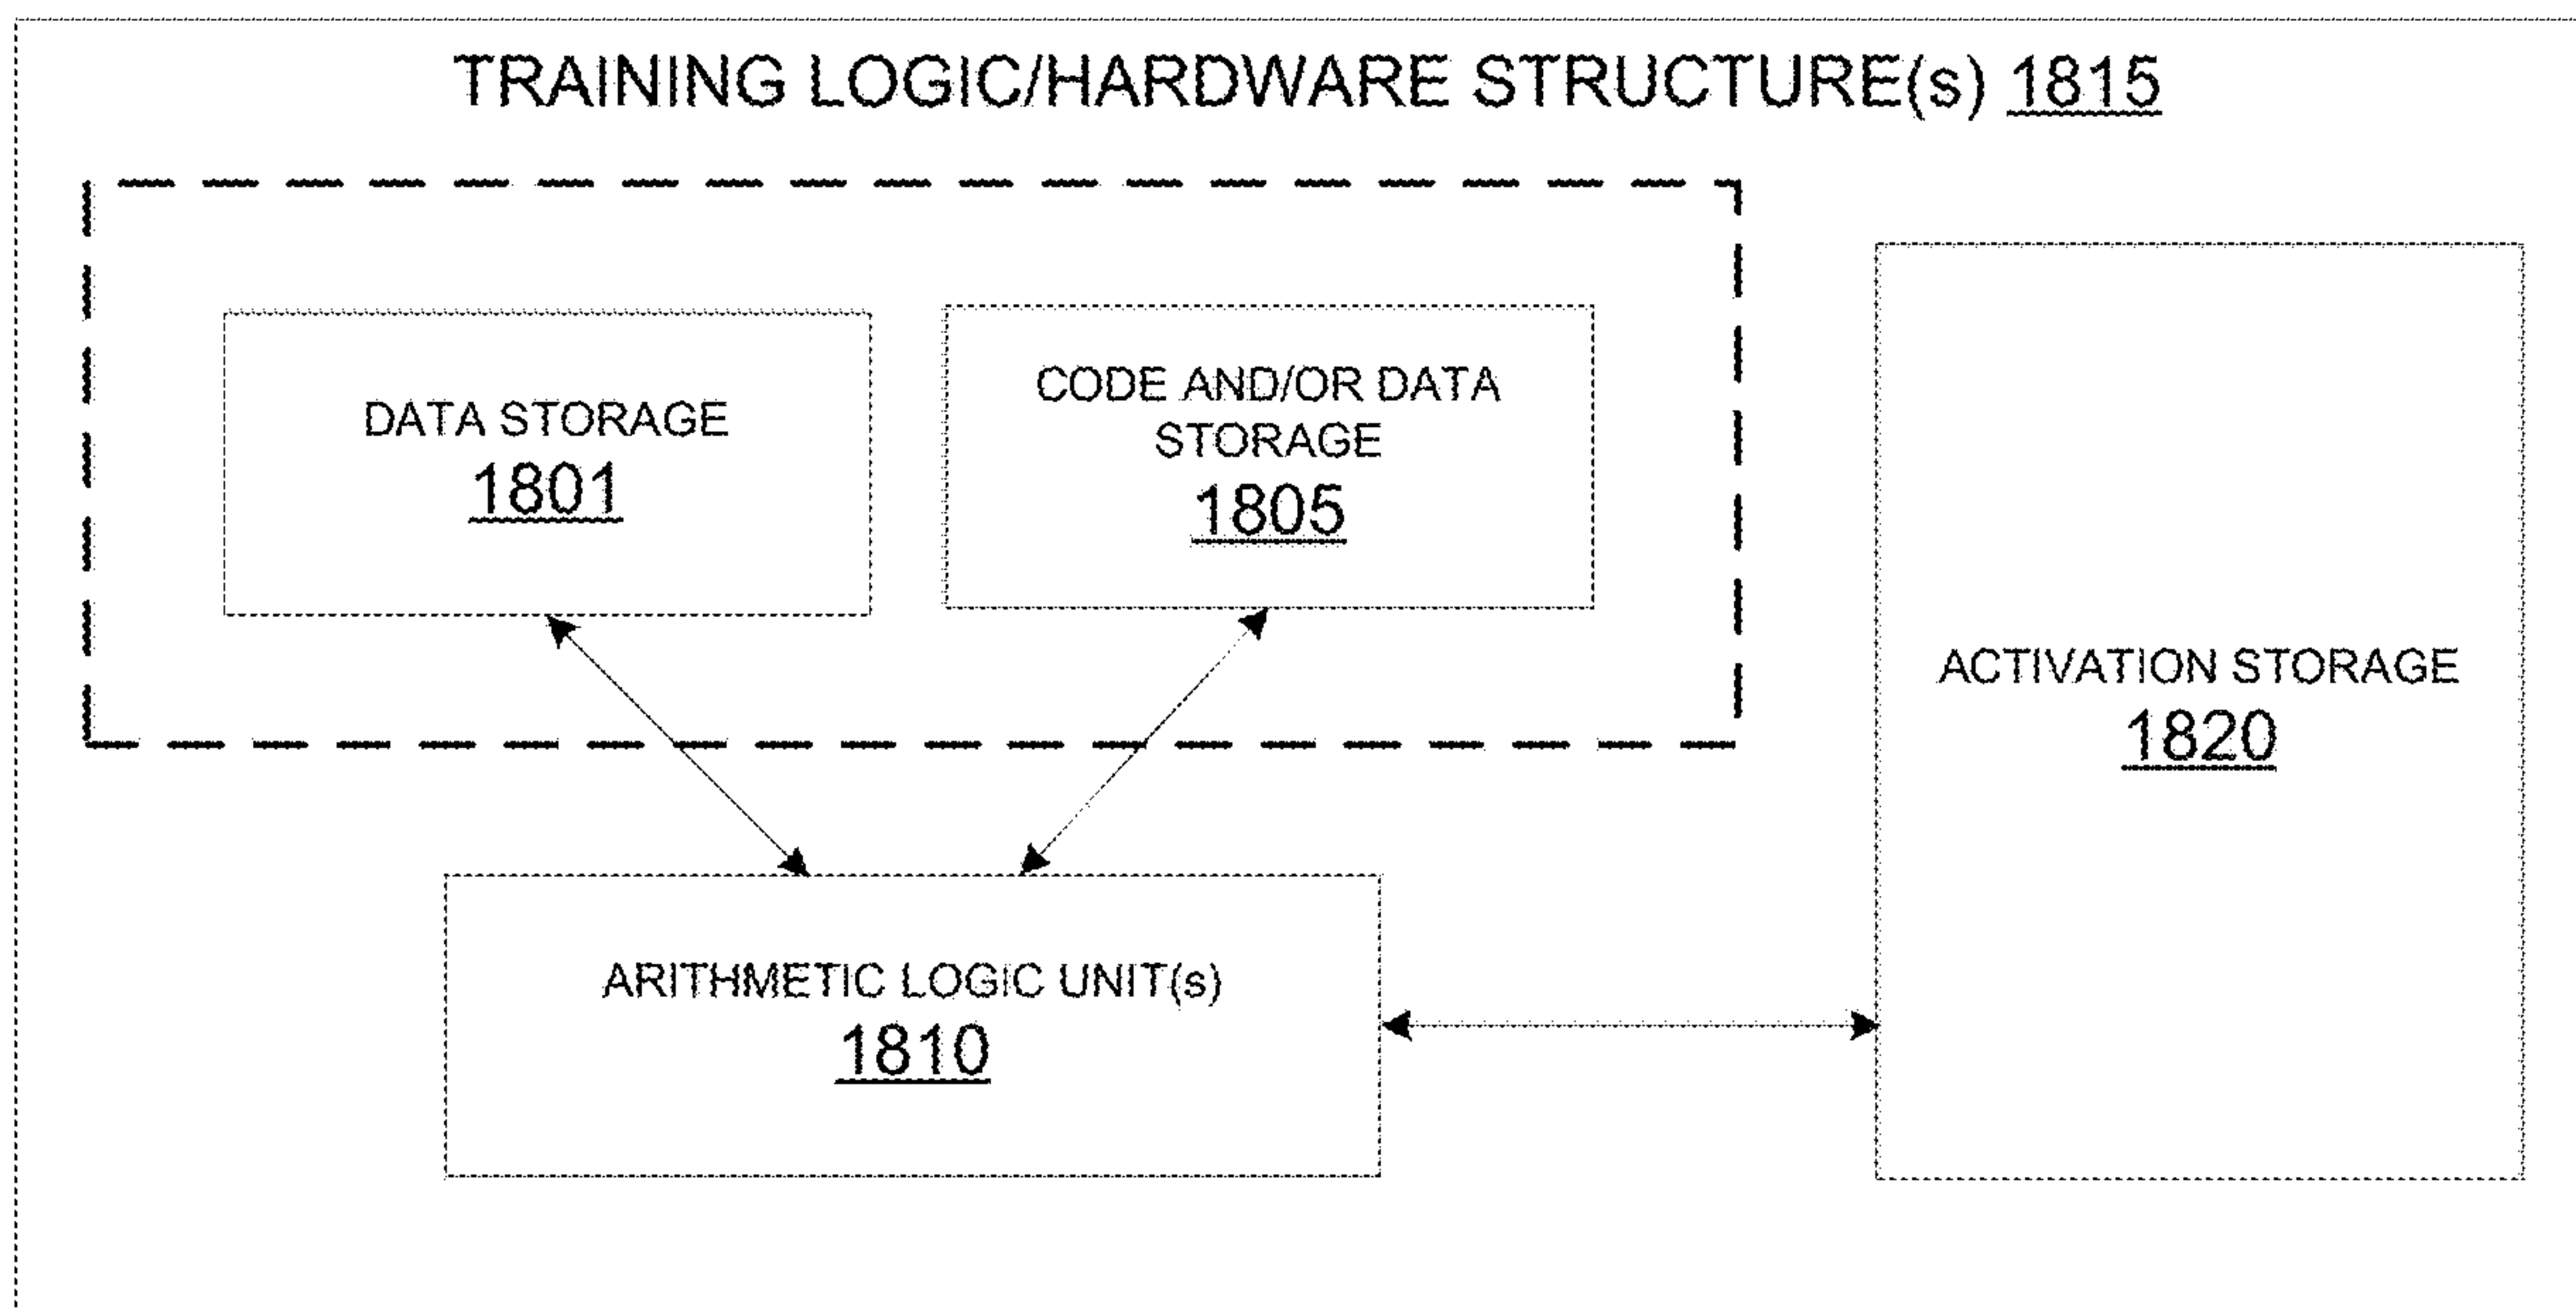 TRAINING LOGIC/HARDWARE STRUCTURE(s) 1815
DATA STORAGE
1801
CODE AND/OR DATA
STORAGE
1805
ACTIVATION STORAGE
1820
ARITHMETIC LOGIC UNIT(s)
1810